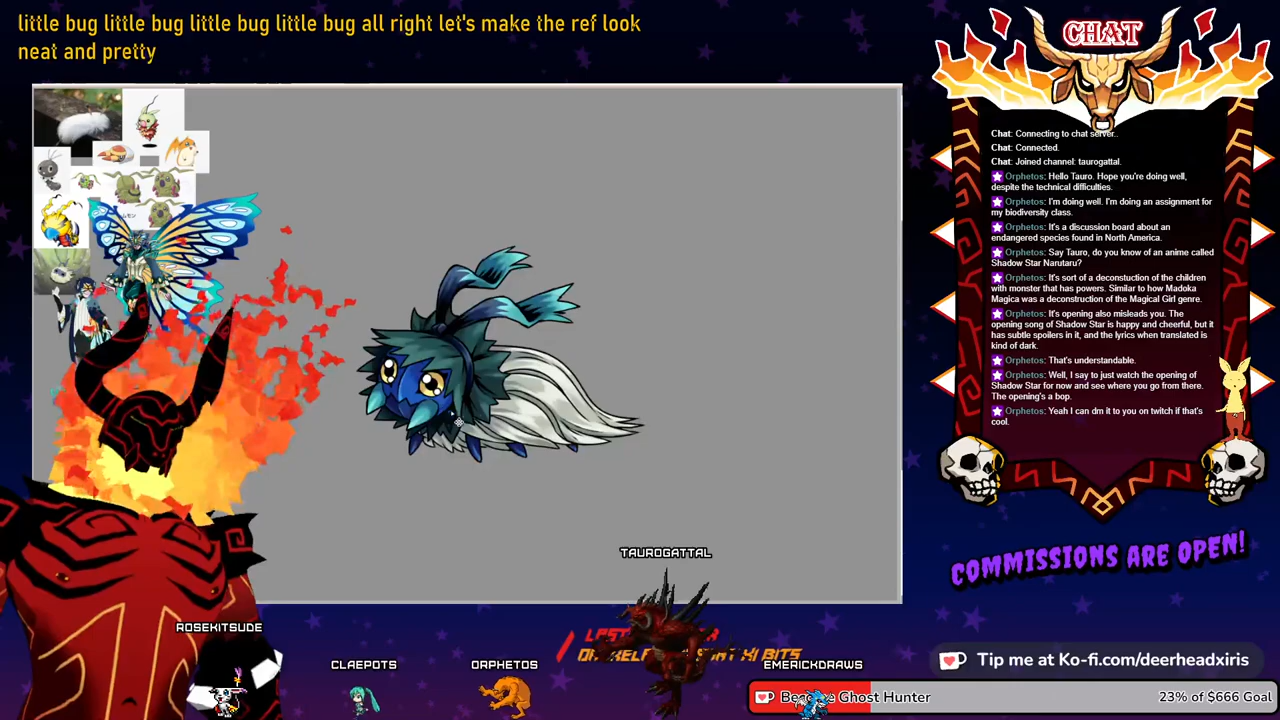 little bug little bug little bug little bug all right let's make the ref look
neat and pretty
CHAT
Chat: Connecting to chat server..
Chat: Connected.
Chat: Joined channel: taurogattal.
Orphetos: Hello Tauro. Hope you're doing well,
despite the technical difficulties.
Orphetos: I'm doing well. I'm doing an assignment for
my biodiversity class.
Orphetos: It's a discussion board about an
endangered species found in North America.
Orphetos: Say Tauro, do you know of an anime called
Shadow Star Narutaru?
Orphetos: It's sort of a deconstuction of the children
with monster that has powers. Similar to how Madoka
Magica was a deconstruction of the Magical Girl genre.
Orphetos: It's opening also misleads you. The
opening song of Shadow Star is happy and cheerful, but it
has subtle spoilers in it, and the lyrics when translated is
kind of dark.
Orphetos: That's understandable.
Orphetos: Well, I say to just watch the opening of
Shadow Star for now and see where you go from there.
The opening's a bop.
Orphetos: Yeah I can dm it to you on twitch if that's
cool.
COMMISSIONS ARE OPEN!
TAUROGATTAL
ROSEKITSUDE
CLAEPOTS
ORPHETOS
EMERICKDRAWS
XI BITS
Tip me at Ko-fi.com/deerheadxiris
Ghost Hunter
23% of $666 Goal